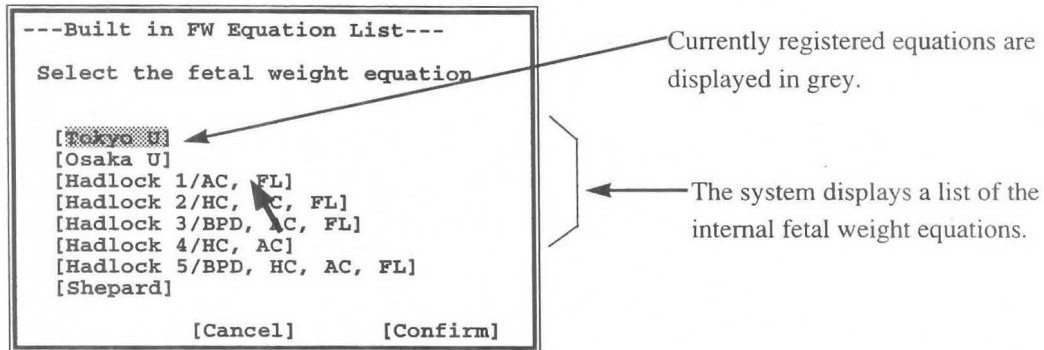 ---Built in FW Equation List---
Select the fetal weight equation
[Tokyo U]
[Osaka U]
[Hadlock 1/AC, FL]
[Hadlock 2/HC, AC, FL]
[Hadlock 3/BPD, AC, FL]
[Hadlock 4/HC, AC]
[Hadlock 5/BPD, HC, AC, FL]
[Shepard]
[Cancel] [Confirm]
Currently registered equations are
displayed in grey.
The system displays a list of the
internal fetal weight equations.